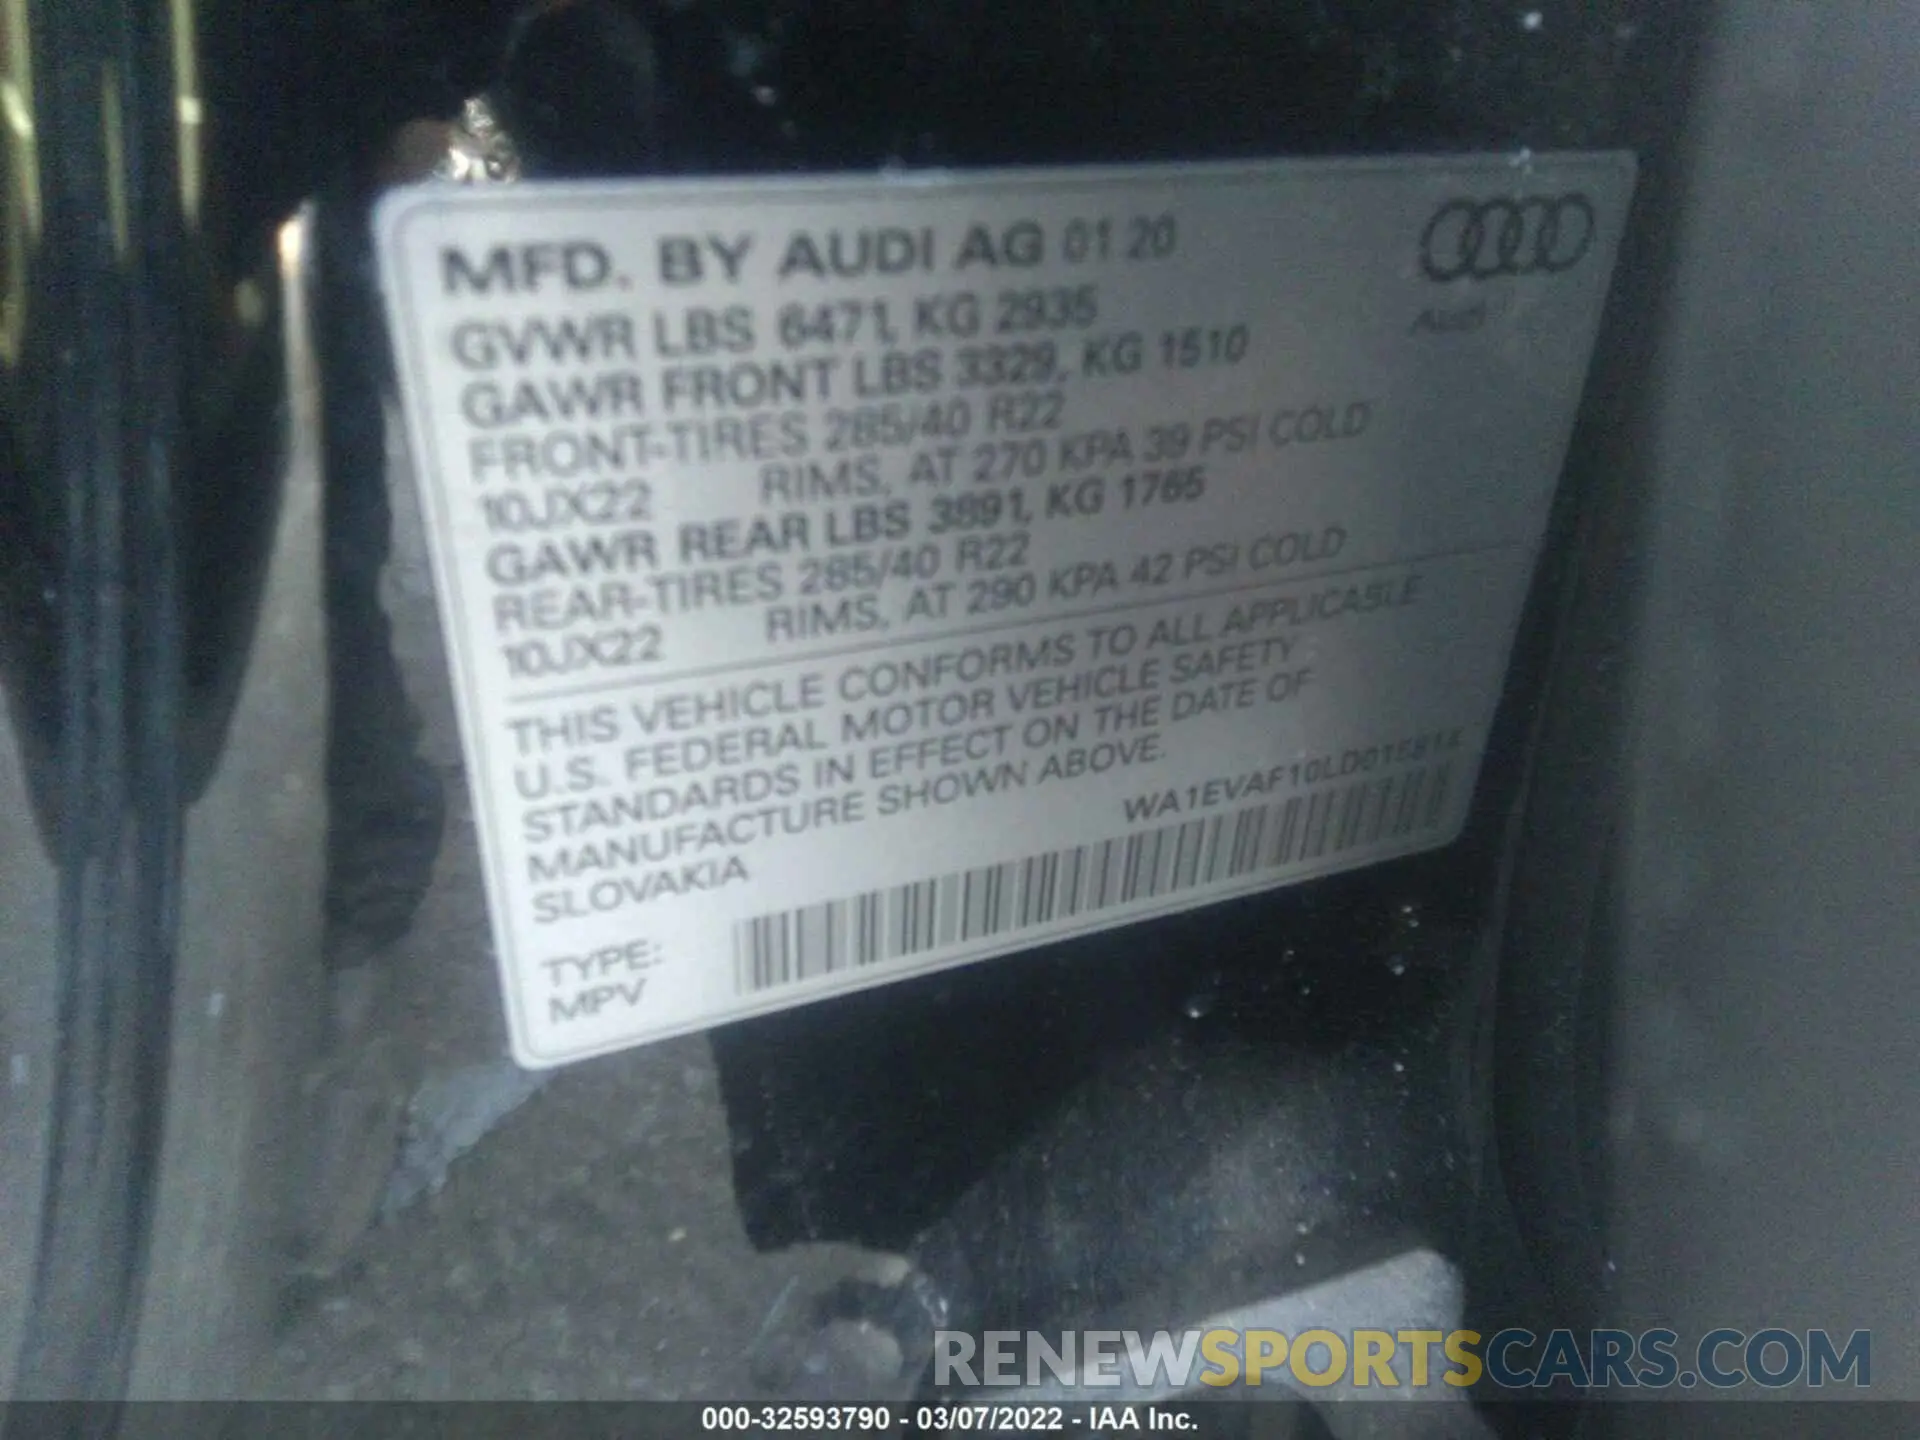 MFD. BY AUDI AG 01 20
GVWR LBS 6471, KG 2935
GAWR FRONT LBS 3329, KG 1510
FRONT-TIRES 285/40 R22
10JX22 RIMS, AT 270 KPA 39 PSI COLD
GAWR REAR LBS 3891, KG 1765
REAR-TIRES 285/40 R22
10JX22 RIMS, AT 290 KPA 42 PSI COLD
Audi
THIS VEHICLE CONFORMS TO ALL APPLICABLE
U.S. FEDERAL MOTOR VEHICLE SAFETY
STANDARDS IN EFFECT ON THE DATE OF
MANUFACTURE SHOWN ABOVE.
SLOVAKIA
TYPE:
MPV
RENEWSPORTSCARS.COM
000-32593790 - 03/07/2022 - IAA Inc.